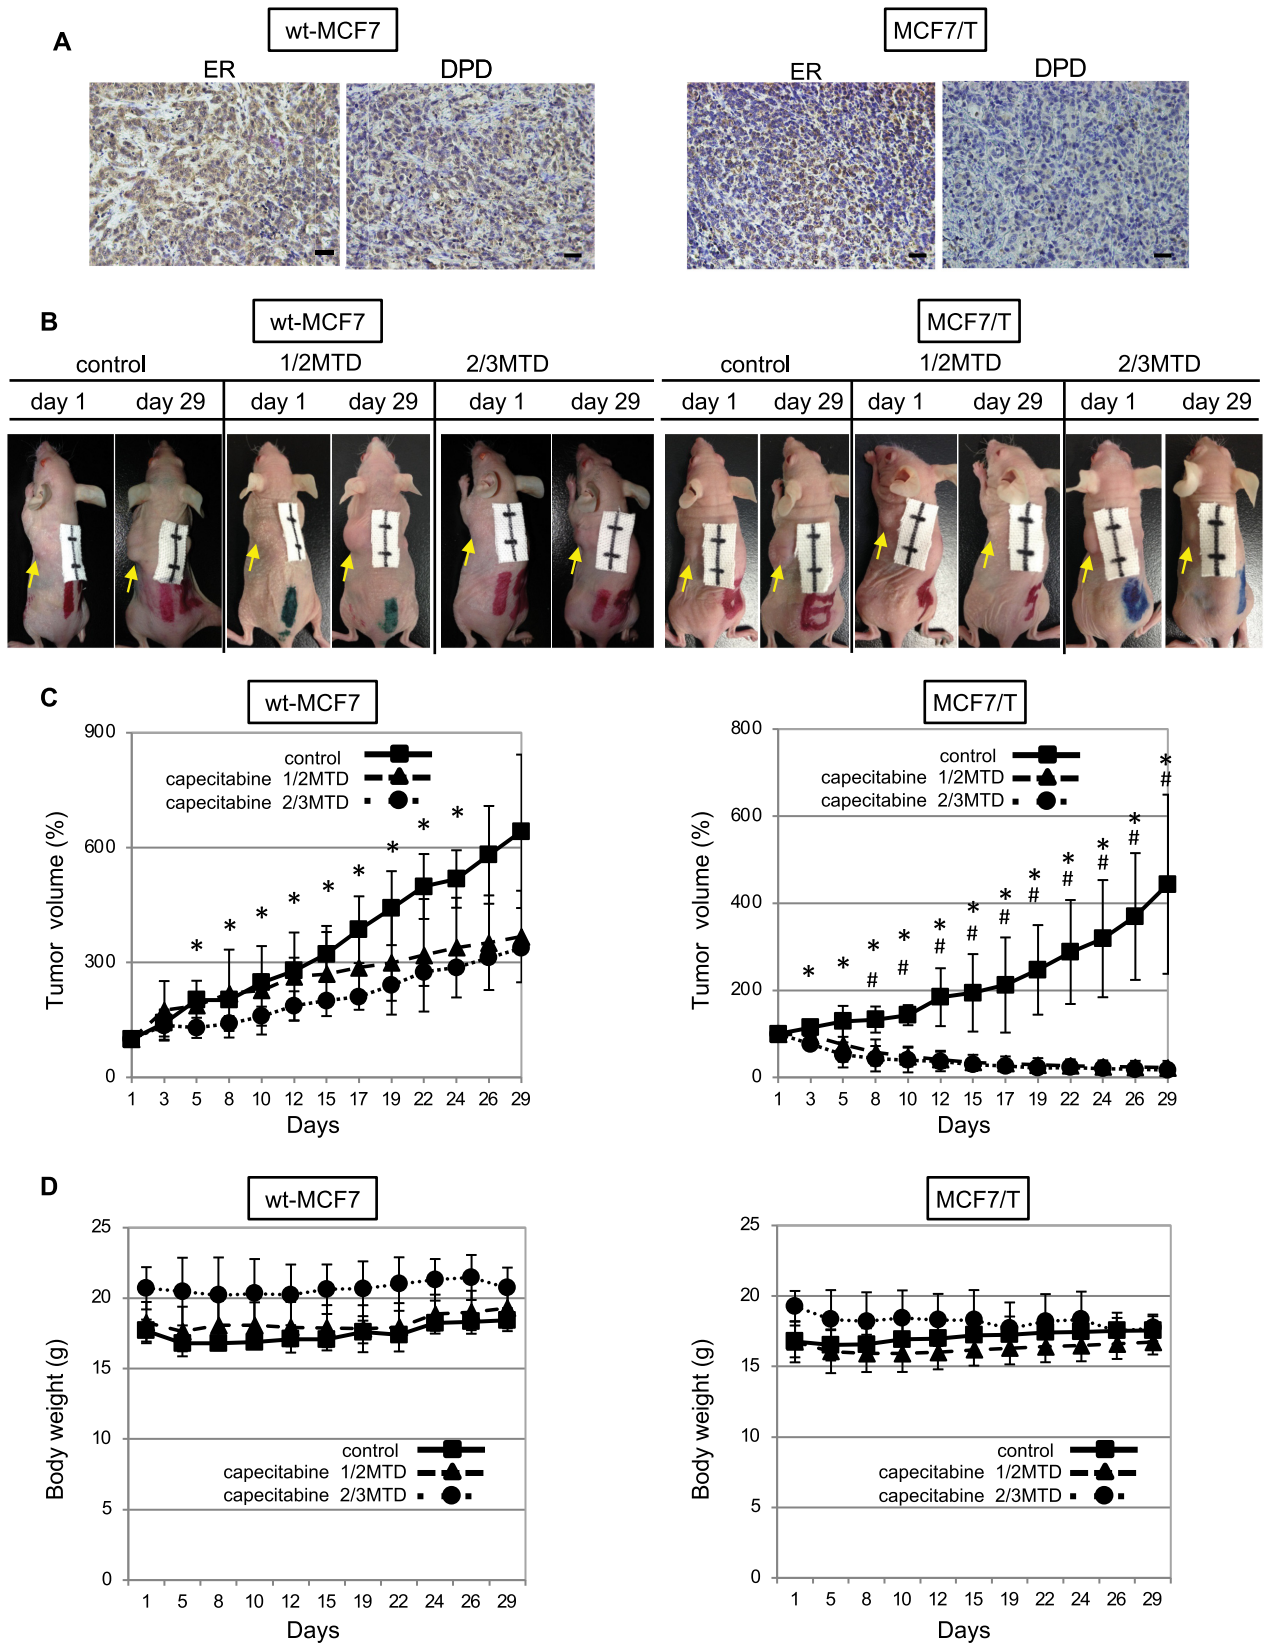 A
wt-MCF7
MCF7/T
ER
DPD
ER
DPD
B
wt-MCF7
MCF7/T
control
1/2MTD
2/3MTD
control
1/2MTD
2/3MTD
day 1
day 29
day 1
day 29
day 1
day 29
day 1
day 29
day 1
day 29
day 1
day 29
C
wt-MCF7
900
600
300
0
Tumor volume (%)
control
capecitabine 1/2MTD
capecitabine 2/3MTD
* * * * * * * * *
1 3 5 8 10 12 15 17 19 22 24 26 29
Days
MCF7/T
800
600
400
200
0
Tumor volume (%)
control
capecitabine 1/2MTD
capecitabine 2/3MTD
* * * * * * * * * * * *
# # # # # # # # # #
1 3 5 8 10 12 15 17 19 22 24 26 29
Days
D
wt-MCF7
25
20
15
10
5
0
Body weight (g)
control
capecitabine 1/2MTD
capecitabine 2/3MTD
1 5 8 10 12 15 19 22 24 26 29
Days
MCF7/T
25
20
15
10
5
0
Body weight (g)
control
capecitabine 1/2MTD
capecitabine 2/3MTD
1 5 8 10 12 15 19 22 24 26 29
Days